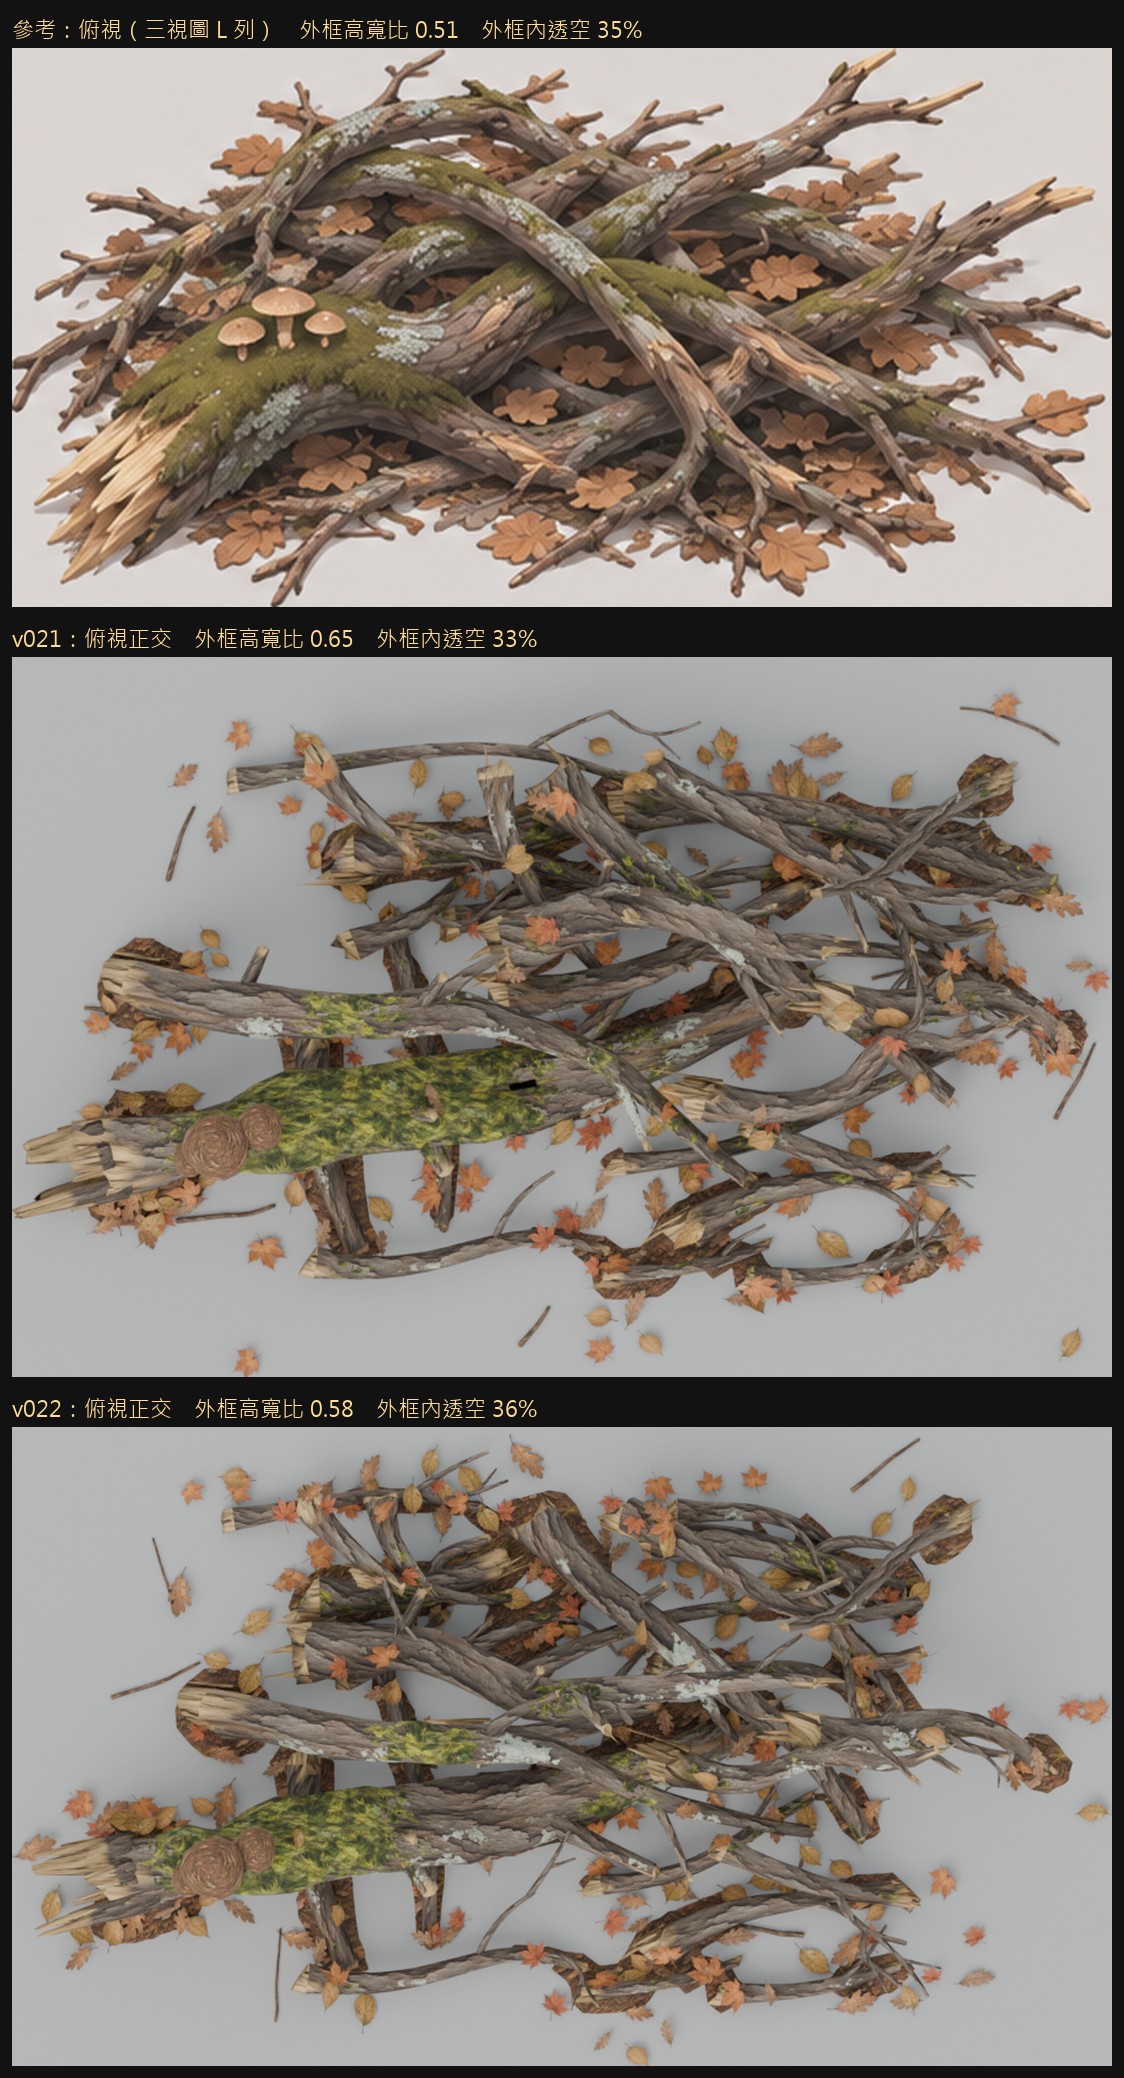 參考：俯視（三視圖 L 列）　外框高寬比 0.51　外框內透空 35%
v021：俯視正交　外框高寬比 0.65　外框內透空 33%
v022：俯視正交　外框高寬比 0.58　外框內透空 36%